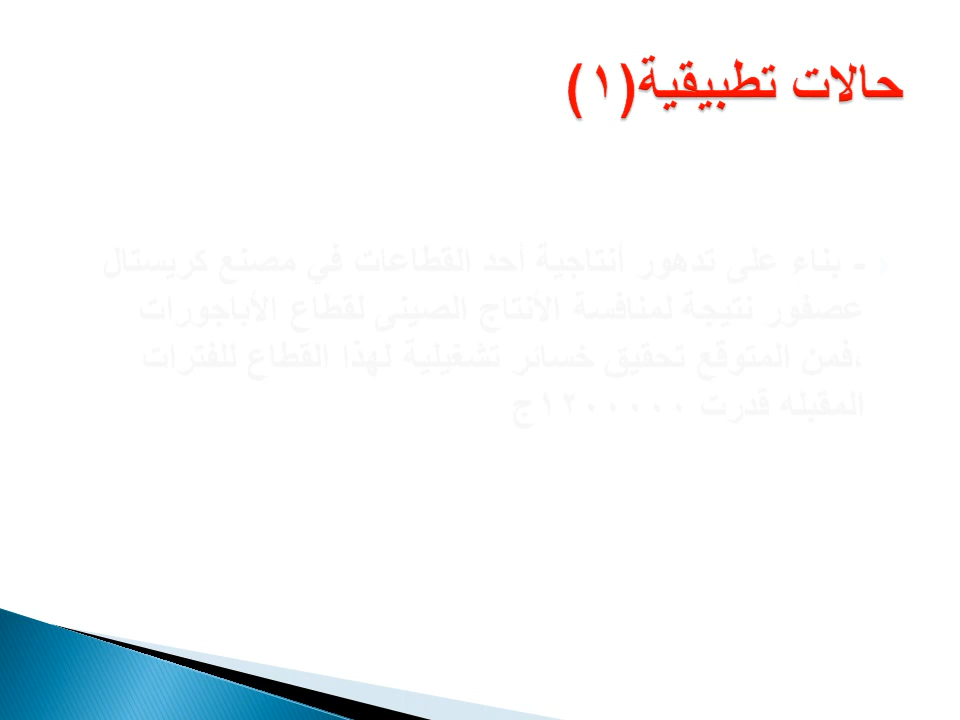 حالات تطبيقية(١)
- بناء على تدهور أنتاجية أحد القطاعات في مصنع كريستال
عصفور نتيجة لمنافسة الأنتاج الصينى لقطاع الأباجورات
،فمن المتوقع تحقيق خسائر تشغيلية لهذا القطاع للفترات
المقبله قدرت ١٢٠٠٠٠٠ج